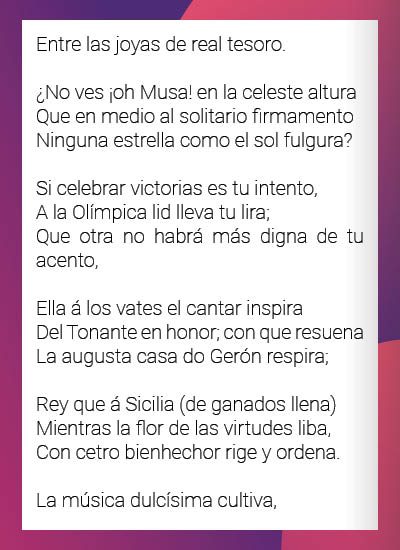 Entre las joyas de real tesoro.
¿No ves ¡oh Musa! en la celeste altura
Que en medio al solitario firmamento
Ninguna estrella como el sol fulgura?
Si celebrar victorias es tu intento,
A la Olímpica lid lleva tu lira;
Que otra no habrá más digna de tu
acento,
Ella á los vates el cantar inspira
Del Tonante en honor; con que resuena
La augusta casa do Gerón respira;
Rey que á Sicilia (de ganados llena)
Mientras la flor de las virtudes liba,
Con cetro bienhechor rige y ordena.
La música dulcísima cultiva,